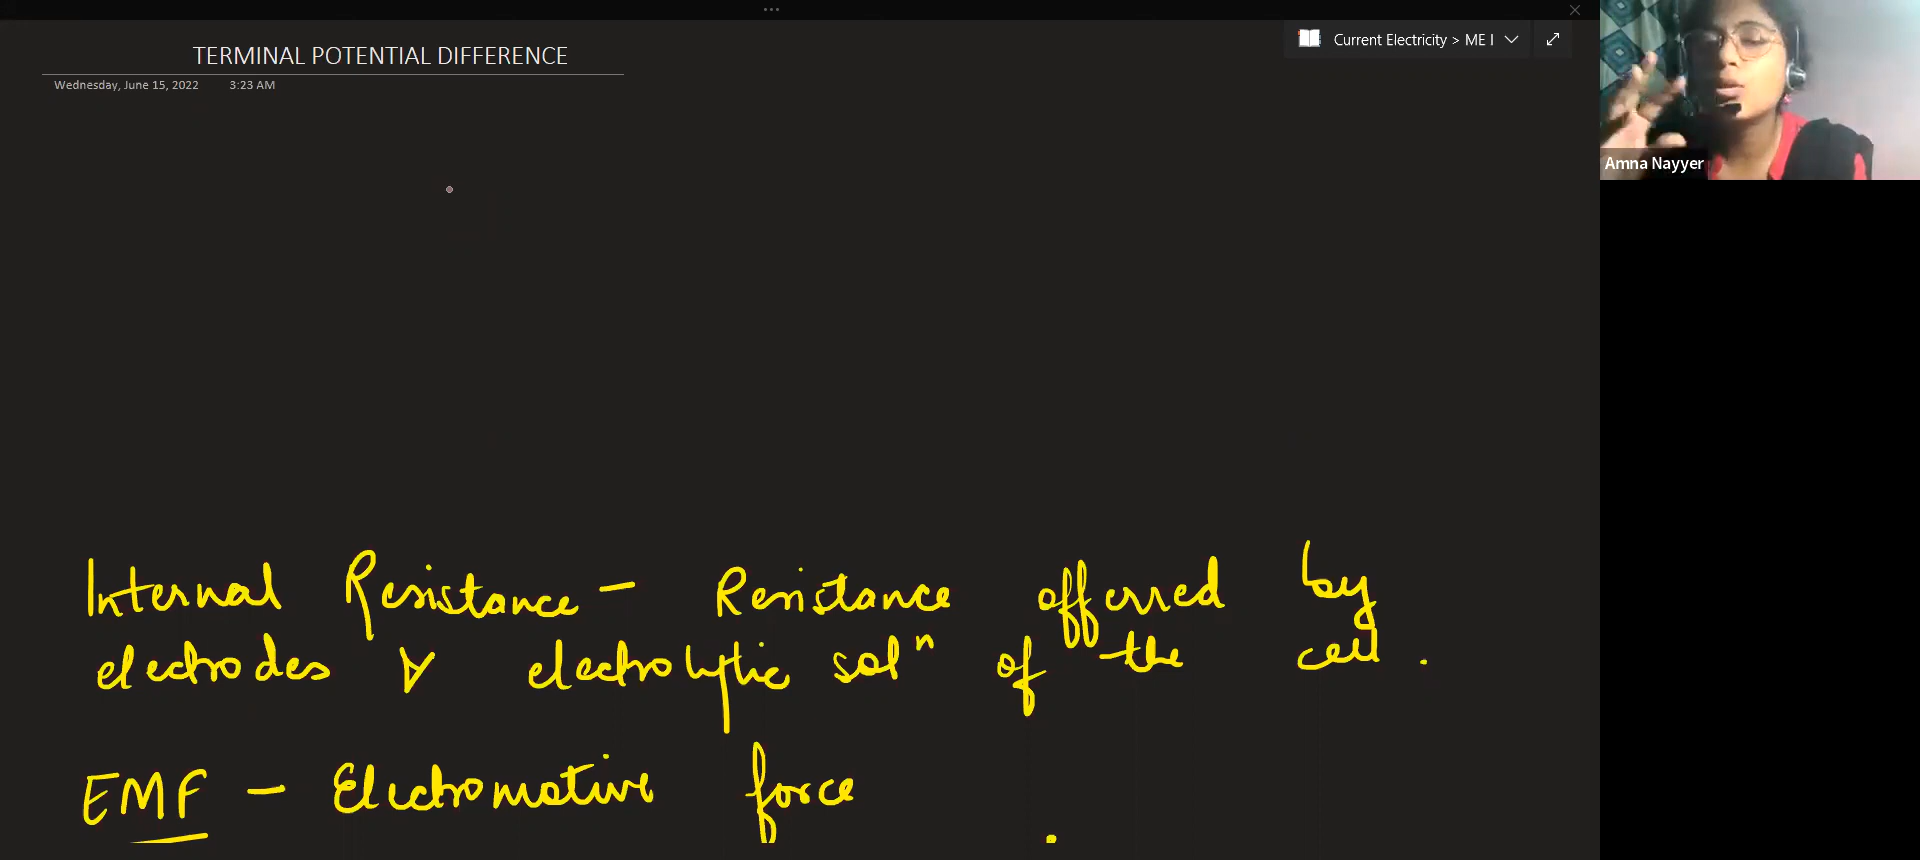 TERMINAL POTENTIAL DIFFERENCE
Wednesday, June 15, 2022 3:23 AM
Current Electricity > ME I
Amna Nayyer
Internal Resistance - Resistance offerred by
electrodes & electrolytic solⁿ of the cell.
EMF - Electromotive force